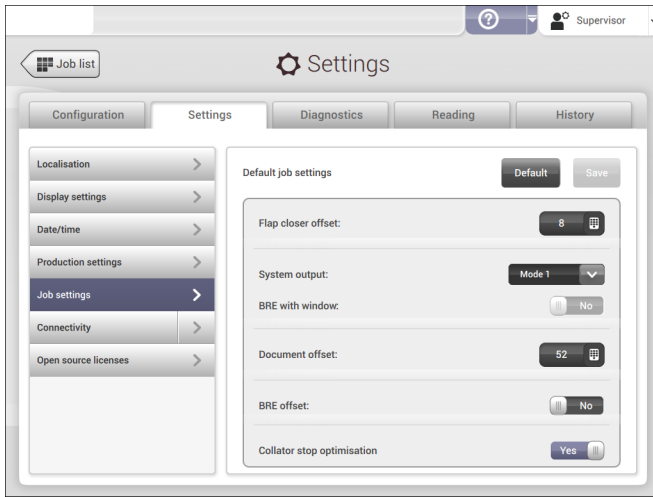 ?
Supervisor
Job list
Settings
Configuration
Settings
Diagnostics
Reading
History
Localisation
Display settings
Date/time
Production settings
Job settings
Connectivity
Open source licenses
Default job settings
Default
Save
Flap closer offset:
8
System output:
Mode 1
BRE with window:
No
Document offset:
52
BRE offset:
No
Collator stop optimisation
Yes